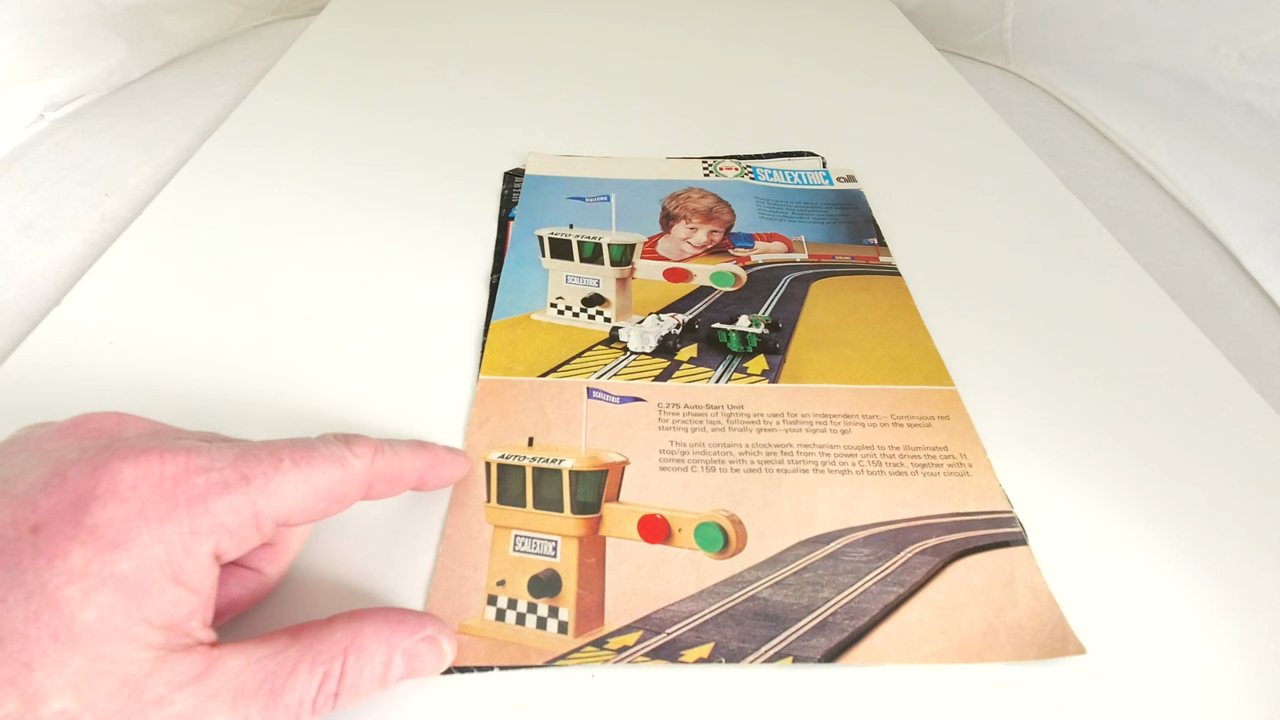 SCALEXTRIC
SCALEXTRIC
AUTO-START
SCALEXTRIC
SCALEXTRIC
C.275 Auto-Start Unit
Three phases of lighting are used for an independent start:— Continuous red
for practice laps, followed by a flashing red for lining up on the special
starting grid, and finally green—your signal to go!
This unit contains a clockwork mechanism coupled to the illuminated
stop/go indicators, which are fed from the power unit that drives the cars. It
comes complete with a special starting grid on a C.159 track, together with a
second C.159 to be used to equalise the length of both sides of your circuit.
AUTO-START
SCALEXTRIC